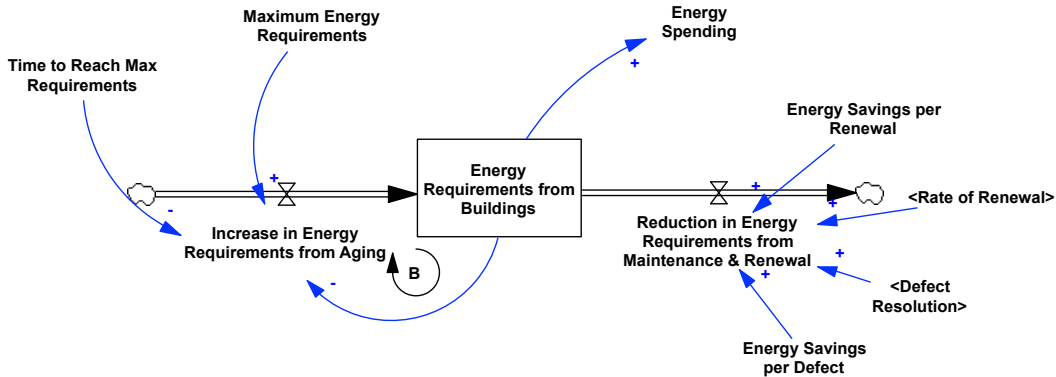 Maximum Energy
Requirements
Energy
Spending
+
Time to Reach Max
Requirements
Energy Savings per
Renewal
+
-
Energy
Requirements from
Buildings
+
+
<Rate of Renewal>
Increase in Energy
Requirements from Aging
-
B
Reduction in Energy
Requirements from
Maintenance & Renewal
+
+
<Defect
Resolution>
Energy Savings
per Defect